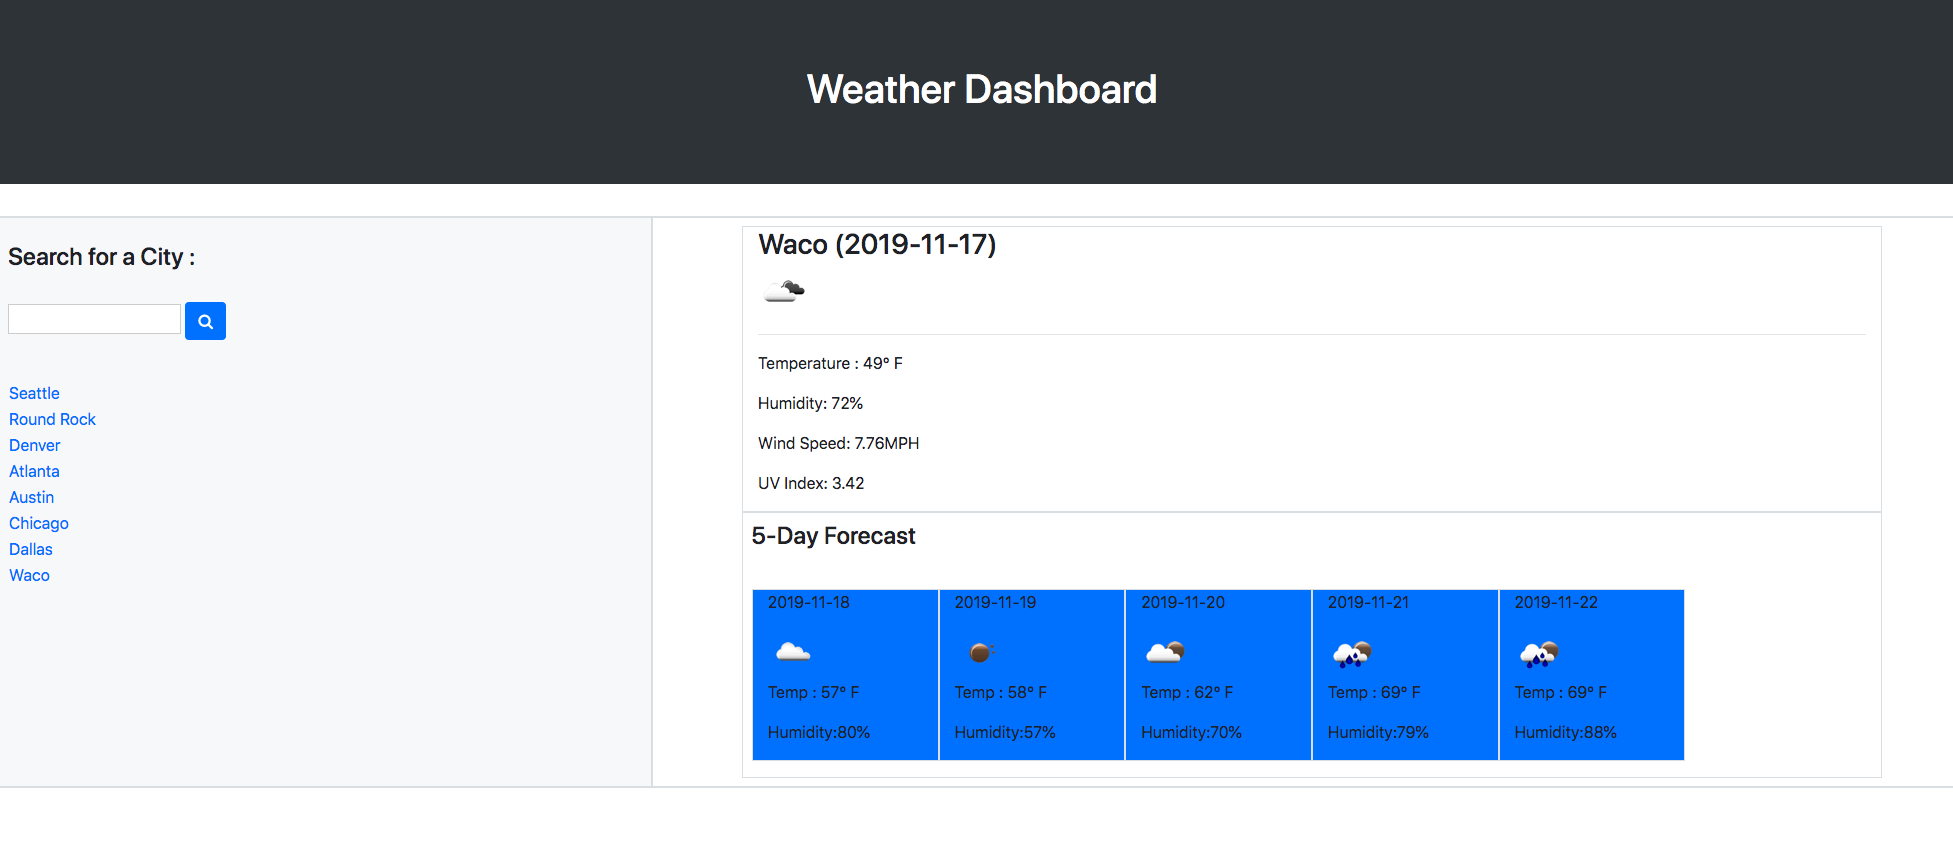 Weather Dashboard
Search for a City :
Seattle
Round Rock
Denver
Atlanta
Austin
Chicago
Dallas
Waco
Waco (2019-11-17)
Temperature : 49° F
Humidity: 72%
Wind Speed: 7.76MPH
UV Index: 3.42
5-Day Forecast
2019-11-18
Temp : 57° F
Humidity:80%
2019-11-19
Temp : 58° F
Humidity:57%
2019-11-20
Temp : 62° F
Humidity:70%
2019-11-21
Temp : 69° F
Humidity:79%
2019-11-22
Temp : 69° F
Humidity:88%